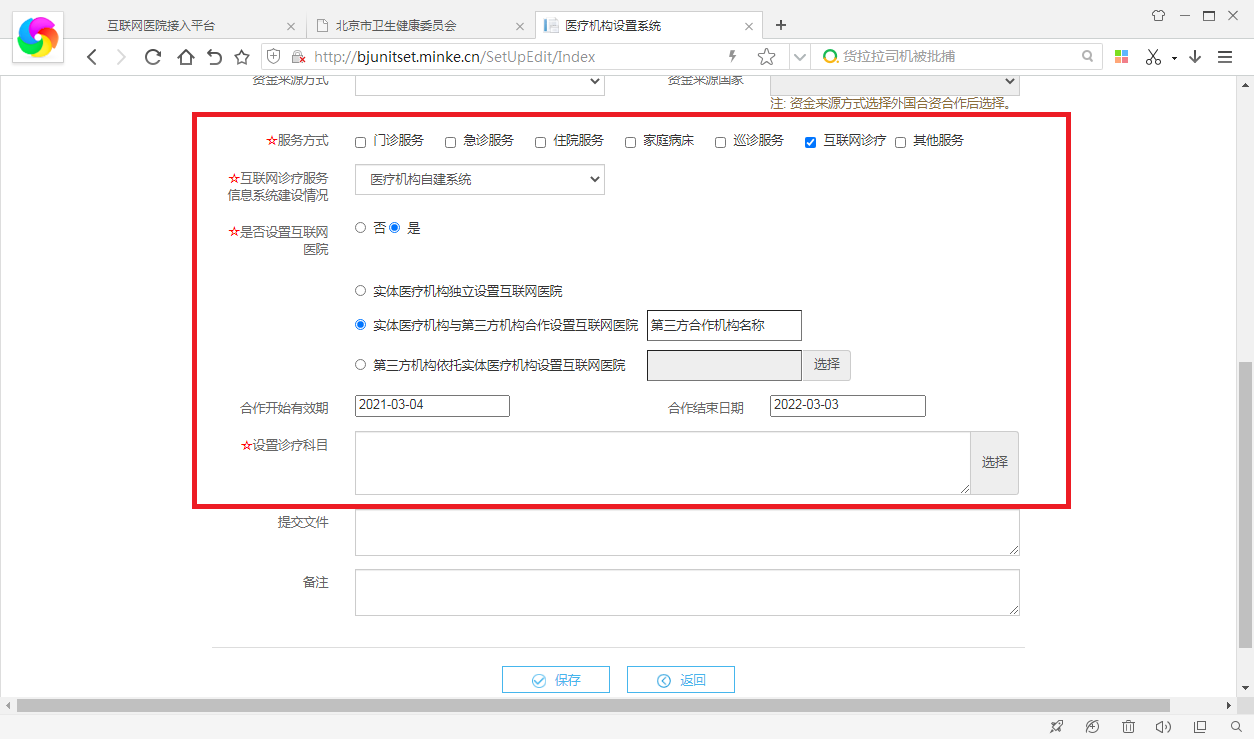 互联网医院接入平台
北京市卫生健康委员会
医疗机构设置系统
http://bjunitset.minke.cn/SetUpEdit/Index
货拉拉司机被批捕
资金来源方式
资金来源国家
注: 资金来源方式选择外国合资合作后选择。
☆服务方式 门诊服务 急诊服务 住院服务 家庭病床 巡诊服务 互联网诊疗 其他服务
☆互联网诊疗服务
信息系统建设情况
医疗机构自建系统
☆是否设置互联网
医院
否 是
实体医疗机构独立设置互联网医院
实体医疗机构与第三方机构合作设置互联网医院 第三方合作机构名称
第三方机构依托实体医疗机构设置互联网医院 选择
合作开始有效期 2021-03-04 合作结束日期 2022-03-03
☆设置诊疗科目 选择
提交文件
备注
保存 返回